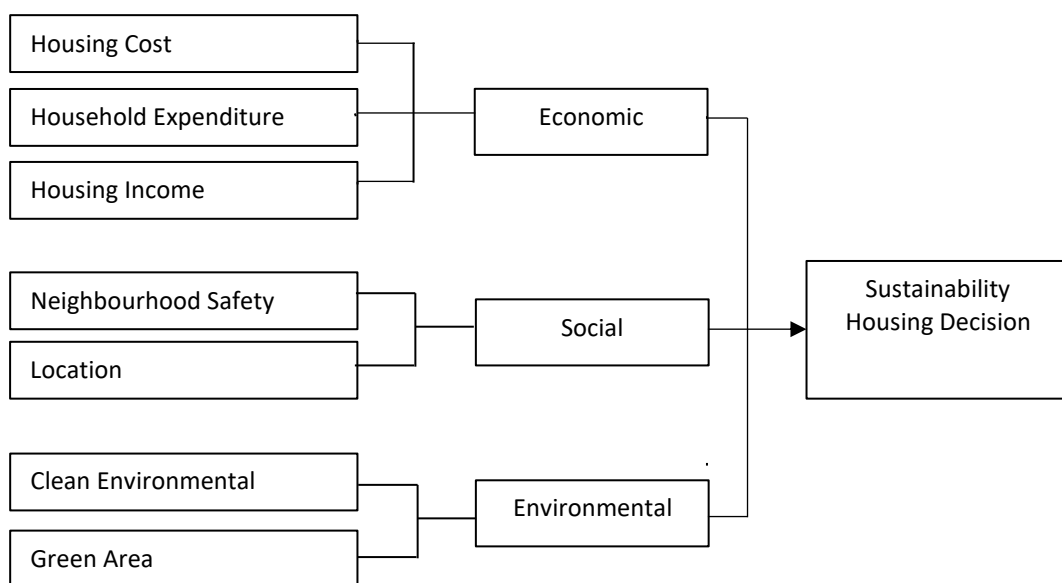 Housing Cost
Household Expenditure
Housing Income
Economic
Neighbourhood Safety
Location
Social
Clean Environmental
Green Area
Environmental
Sustainability
Housing Decision